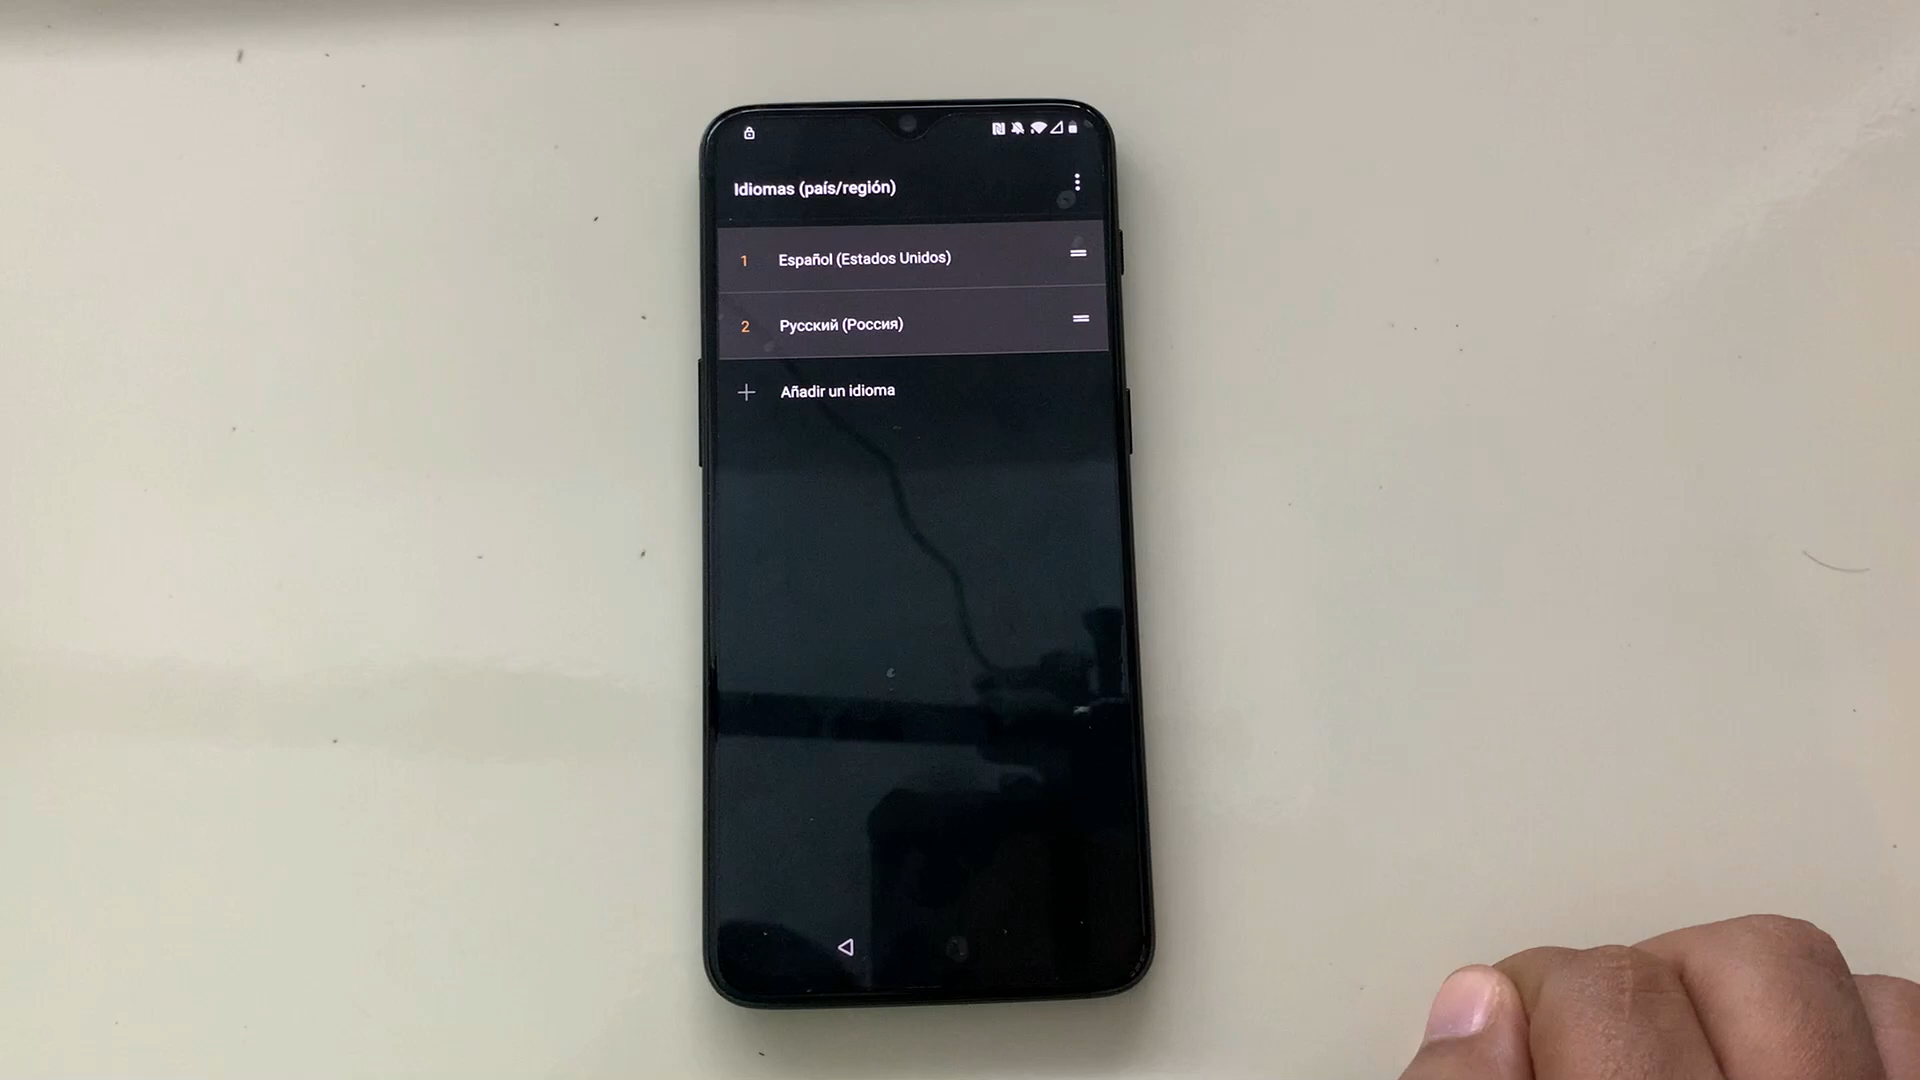 Idiomas (país/región)
1 Español (Estados Unidos)
2 Русский (Россия)
Añadir un idioma